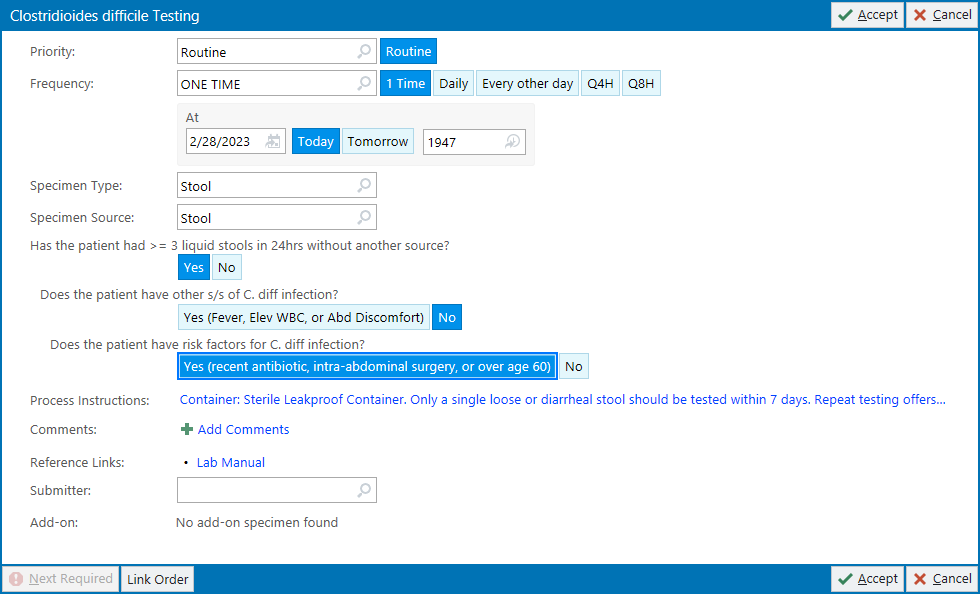 Clostridioides difficile Testing Accept Cancel
Priority: Routine Routine
Frequency: ONE TIME 1 Time Daily Every other day Q4H Q8H
At
2/28/2023 Today Tomorrow 1947
Specimen Type: Stool
Specimen Source: Stool
Has the patient had >= 3 liquid stools in 24hrs without another source?
Yes No
Does the patient have other s/s of C. diff infection?
Yes (Fever, Elev WBC, or Abd Discomfort) No
Does the patient have risk factors for C. diff infection?
Yes (recent antibiotic, intra-abdominal surgery, or over age 60) No
Process Instructions: Container: Sterile Leakproof Container. Only a single loose or diarrheal stool should be tested within 7 days. Repeat testing offers...
Comments: Add Comments
Reference Links: • Lab Manual
Submitter:
Add-on: No add-on specimen found
Next Required Link Order Accept Cancel